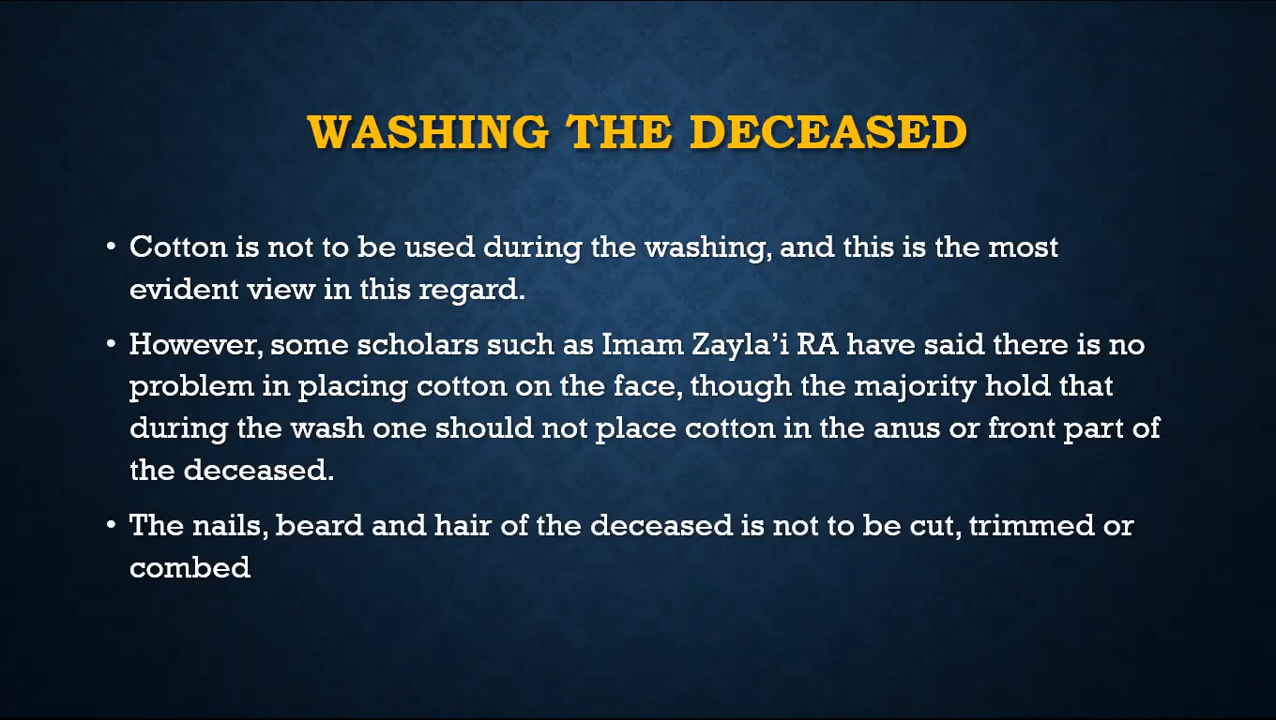 WASHING THE DECEASED
• Cotton is not to be used during the washing, and this is the most
evident view in this regard.
• However, some scholars such as Imam Zayla’i RA have said there is no
problem in placing cotton on the face, though the majority hold that
during the wash one should not place cotton in the anus or front part of
the deceased.
• The nails, beard and hair of the deceased is not to be cut, trimmed or
combed